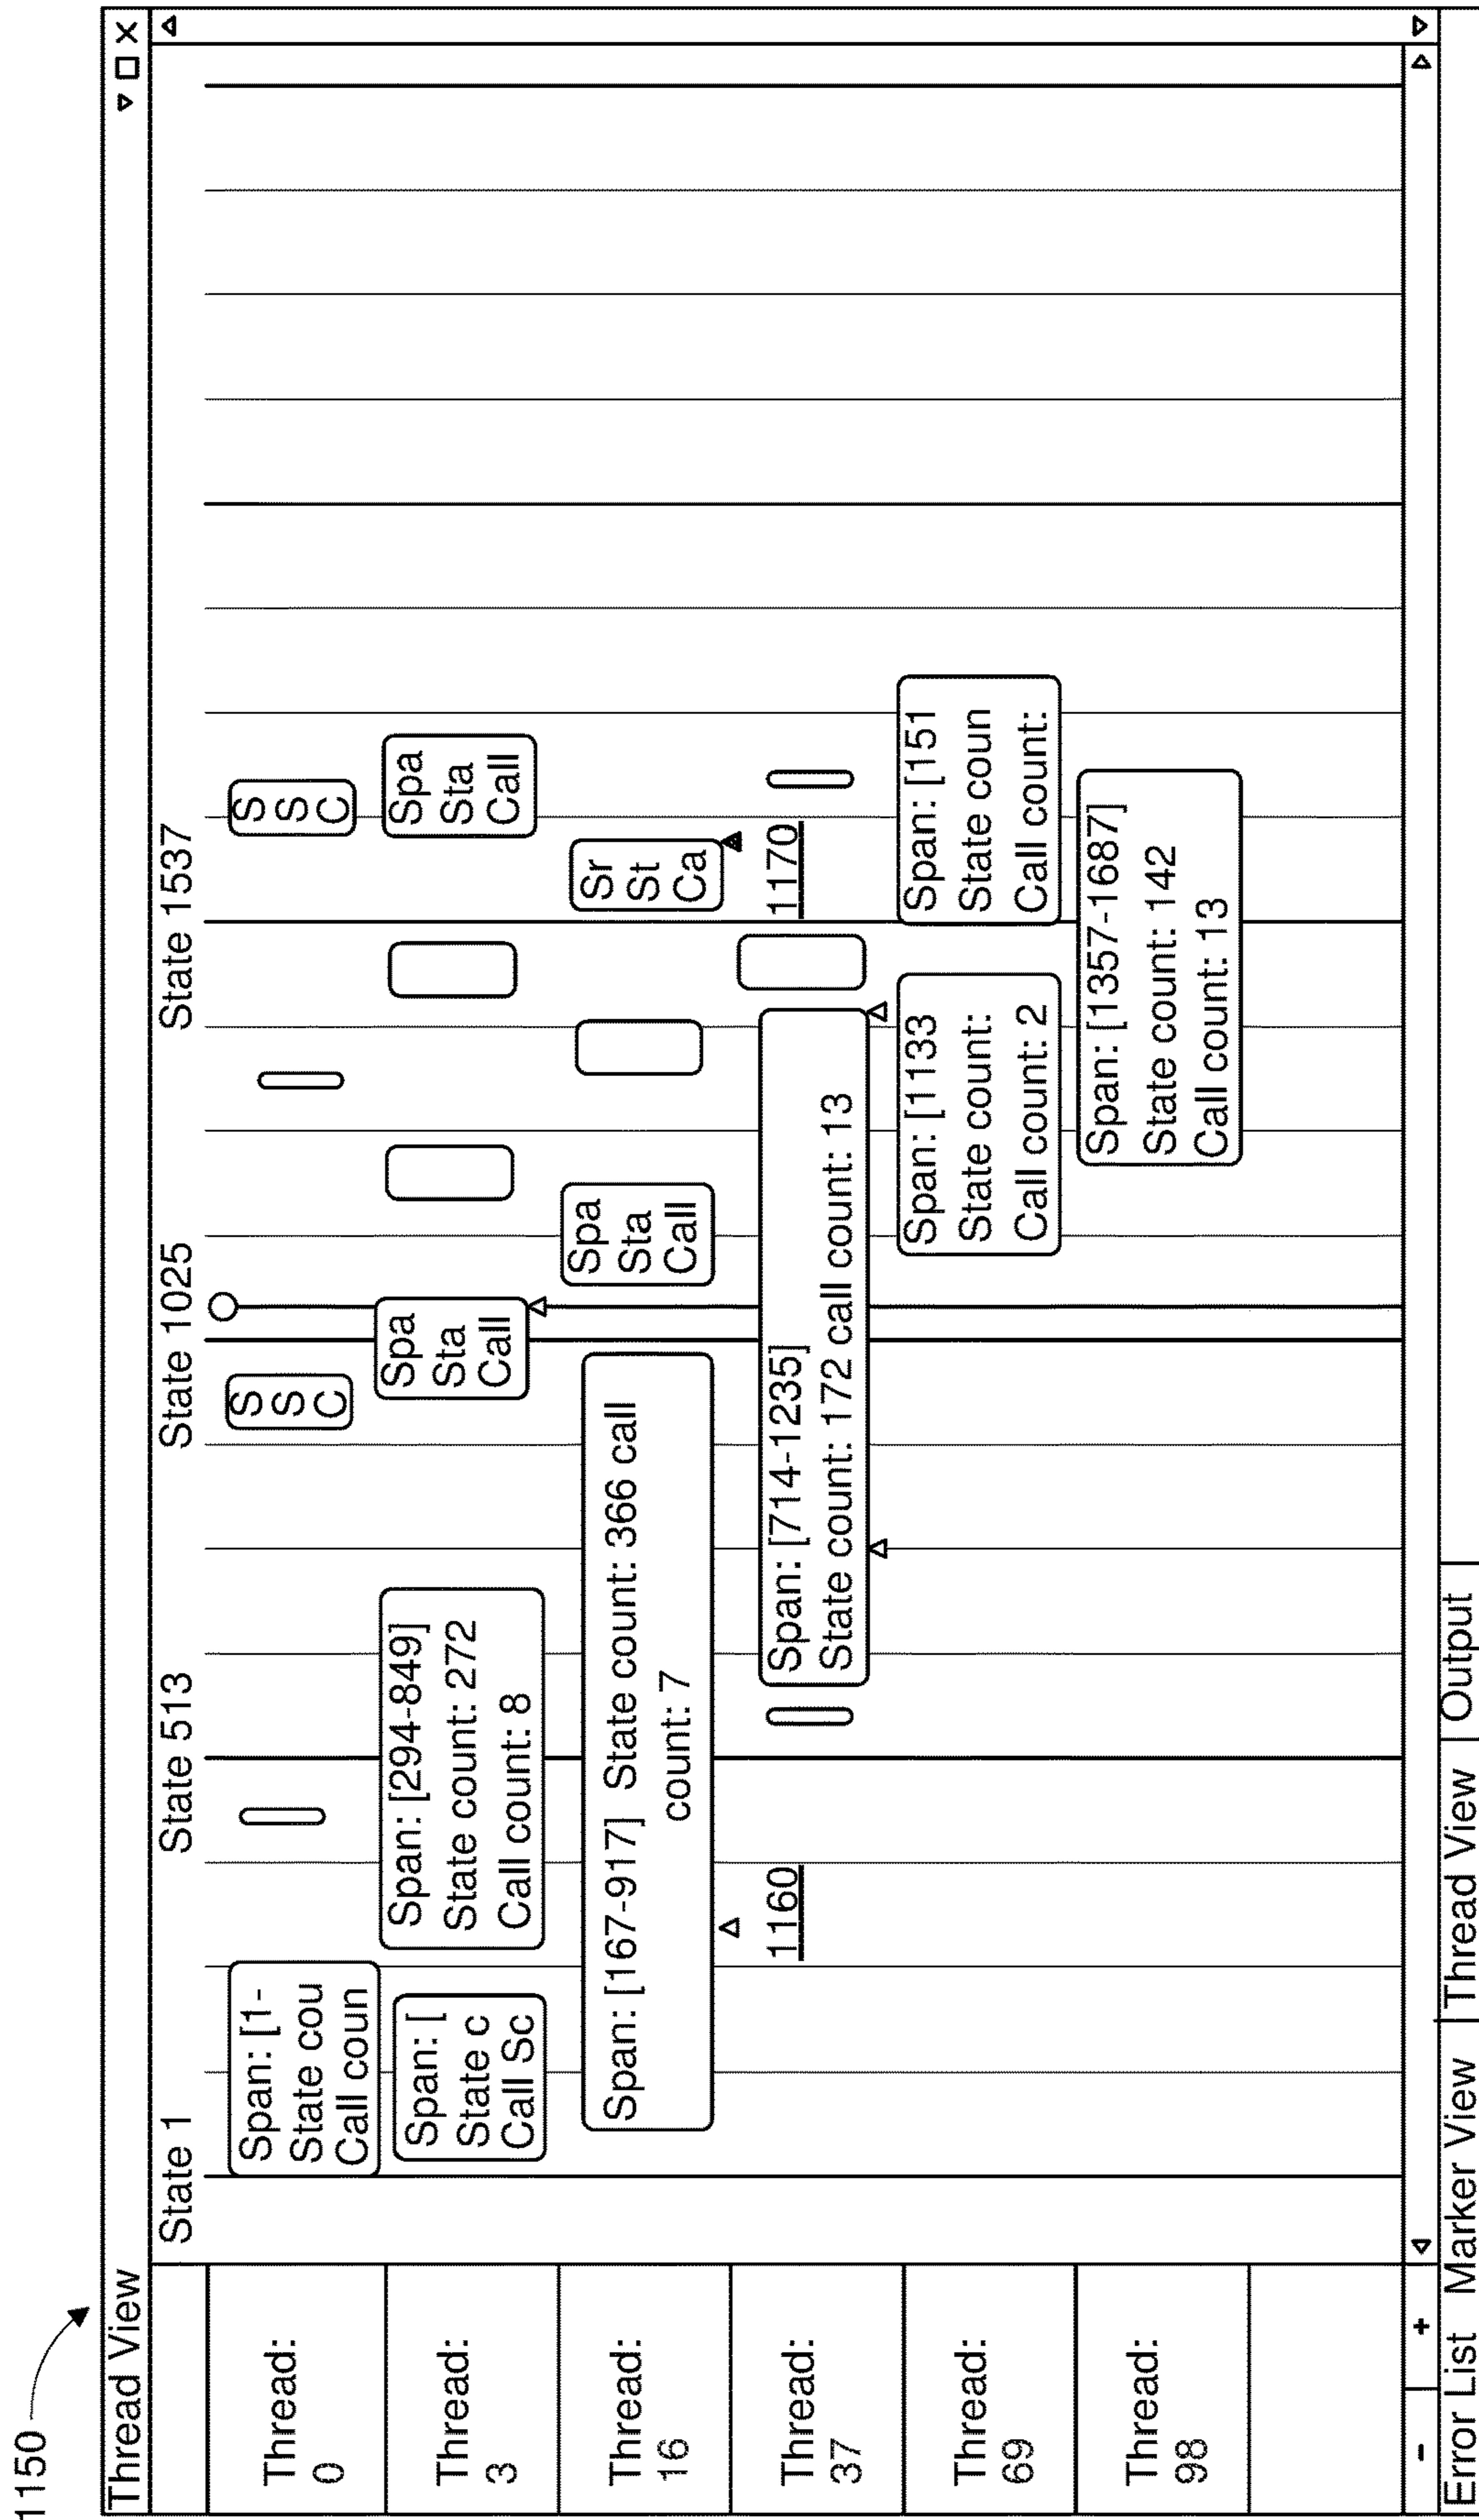 1150
Thread View
State 1
State 513
State 1025
State 1537
Thread:
0
Span: [1-
State cou
Call coun
S
S
C
S
S
C
Thread:
3
Span: [
State c
Call Sc
Span: [294-849]
State count: 272
Call count: 8
Spa
Sta
Call
Spa
Sta
Call
Thread:
16
Span: [167-917] State count: 366 call
count: 7
Spa
Sta
Call
Sr
St
Ca
Thread:
37
1160
Span: [714-1235]
State count: 172 call count: 13
1170
Thread:
69
Span: [1133
State count:
Call count: 2
Span: [151
State coun
Call count:
Thread:
98
Span: [1357-1687]
State count: 142
Call count: 13
- +
Error List Marker View | Thread View | Output |